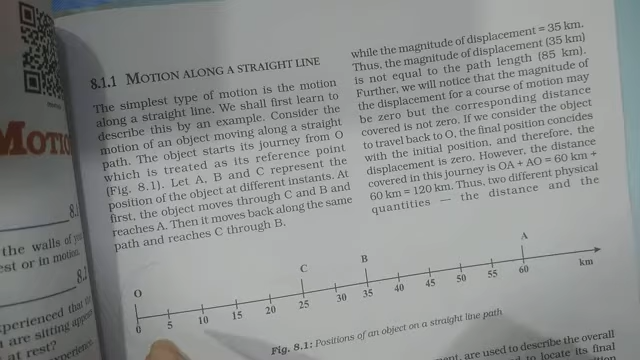 MOTIO
8.1
the walls of
est or in motion.
8.2
xperienced that
are sitting
at rest?
8.1.1 MOTION ALONG A STRAIGHT LINE
The simplest type of motion is the motion
along a straight line. We shall first learn to
describe this by an example. Consider the
motion of an object moving along a straight
path. The object starts its journey from O
which is treated as its reference point
(Fig. 8.1). Let A, B and C represent the
position of the object at different instants. At
first, the object moves through C and B and
reaches A. Then it moves back along the same
path and reaches C through B.
while the magnitude of displacement = 35 km.
Thus, the magnitude of displacement (35 km)
is not equal to the path length (85 km).
Further, we will notice that the magnitude of
the displacement for a course of motion may
be zero but the corresponding distance
covered is not zero. If we consider the object
to travel back to O, the final position concides
with the initial position, and therefore, the
displacement is zero. However, the distance
covered in this journey is OA + AO = 60 km +
60 km = 120 km. Thus, two different physical
quantities — the distance and the
O C B A
0 5 10 15 20 25 30 35 40 45 50 55 60 km
Fig. 8.1: Positions of an object on a straight line path
are used to describe the overall
to locate its final